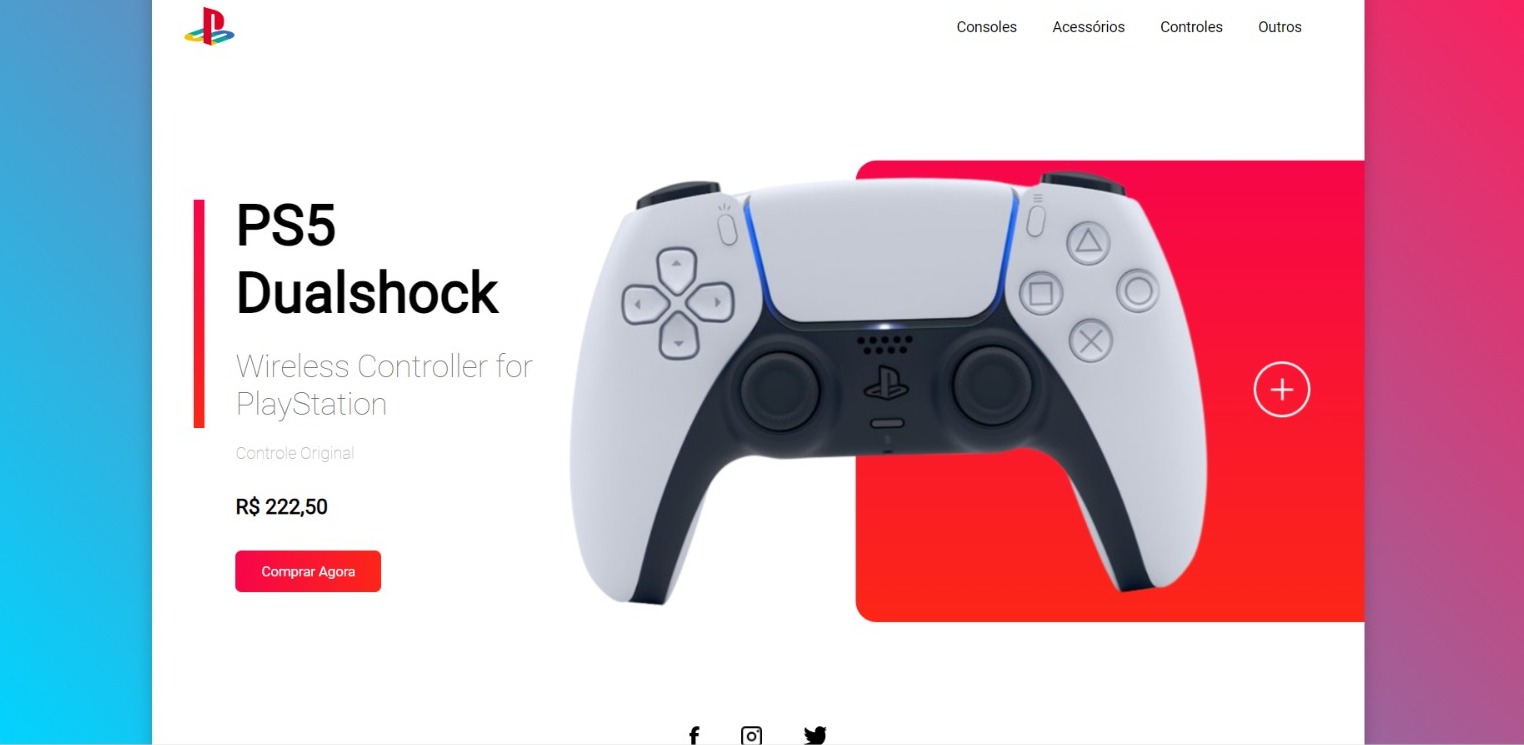 Consoles Acessórios Controles Outros
PS5
Dualshock
Wireless Controller for
PlayStation
Controle Original
R$ 222,50
Comprar Agora